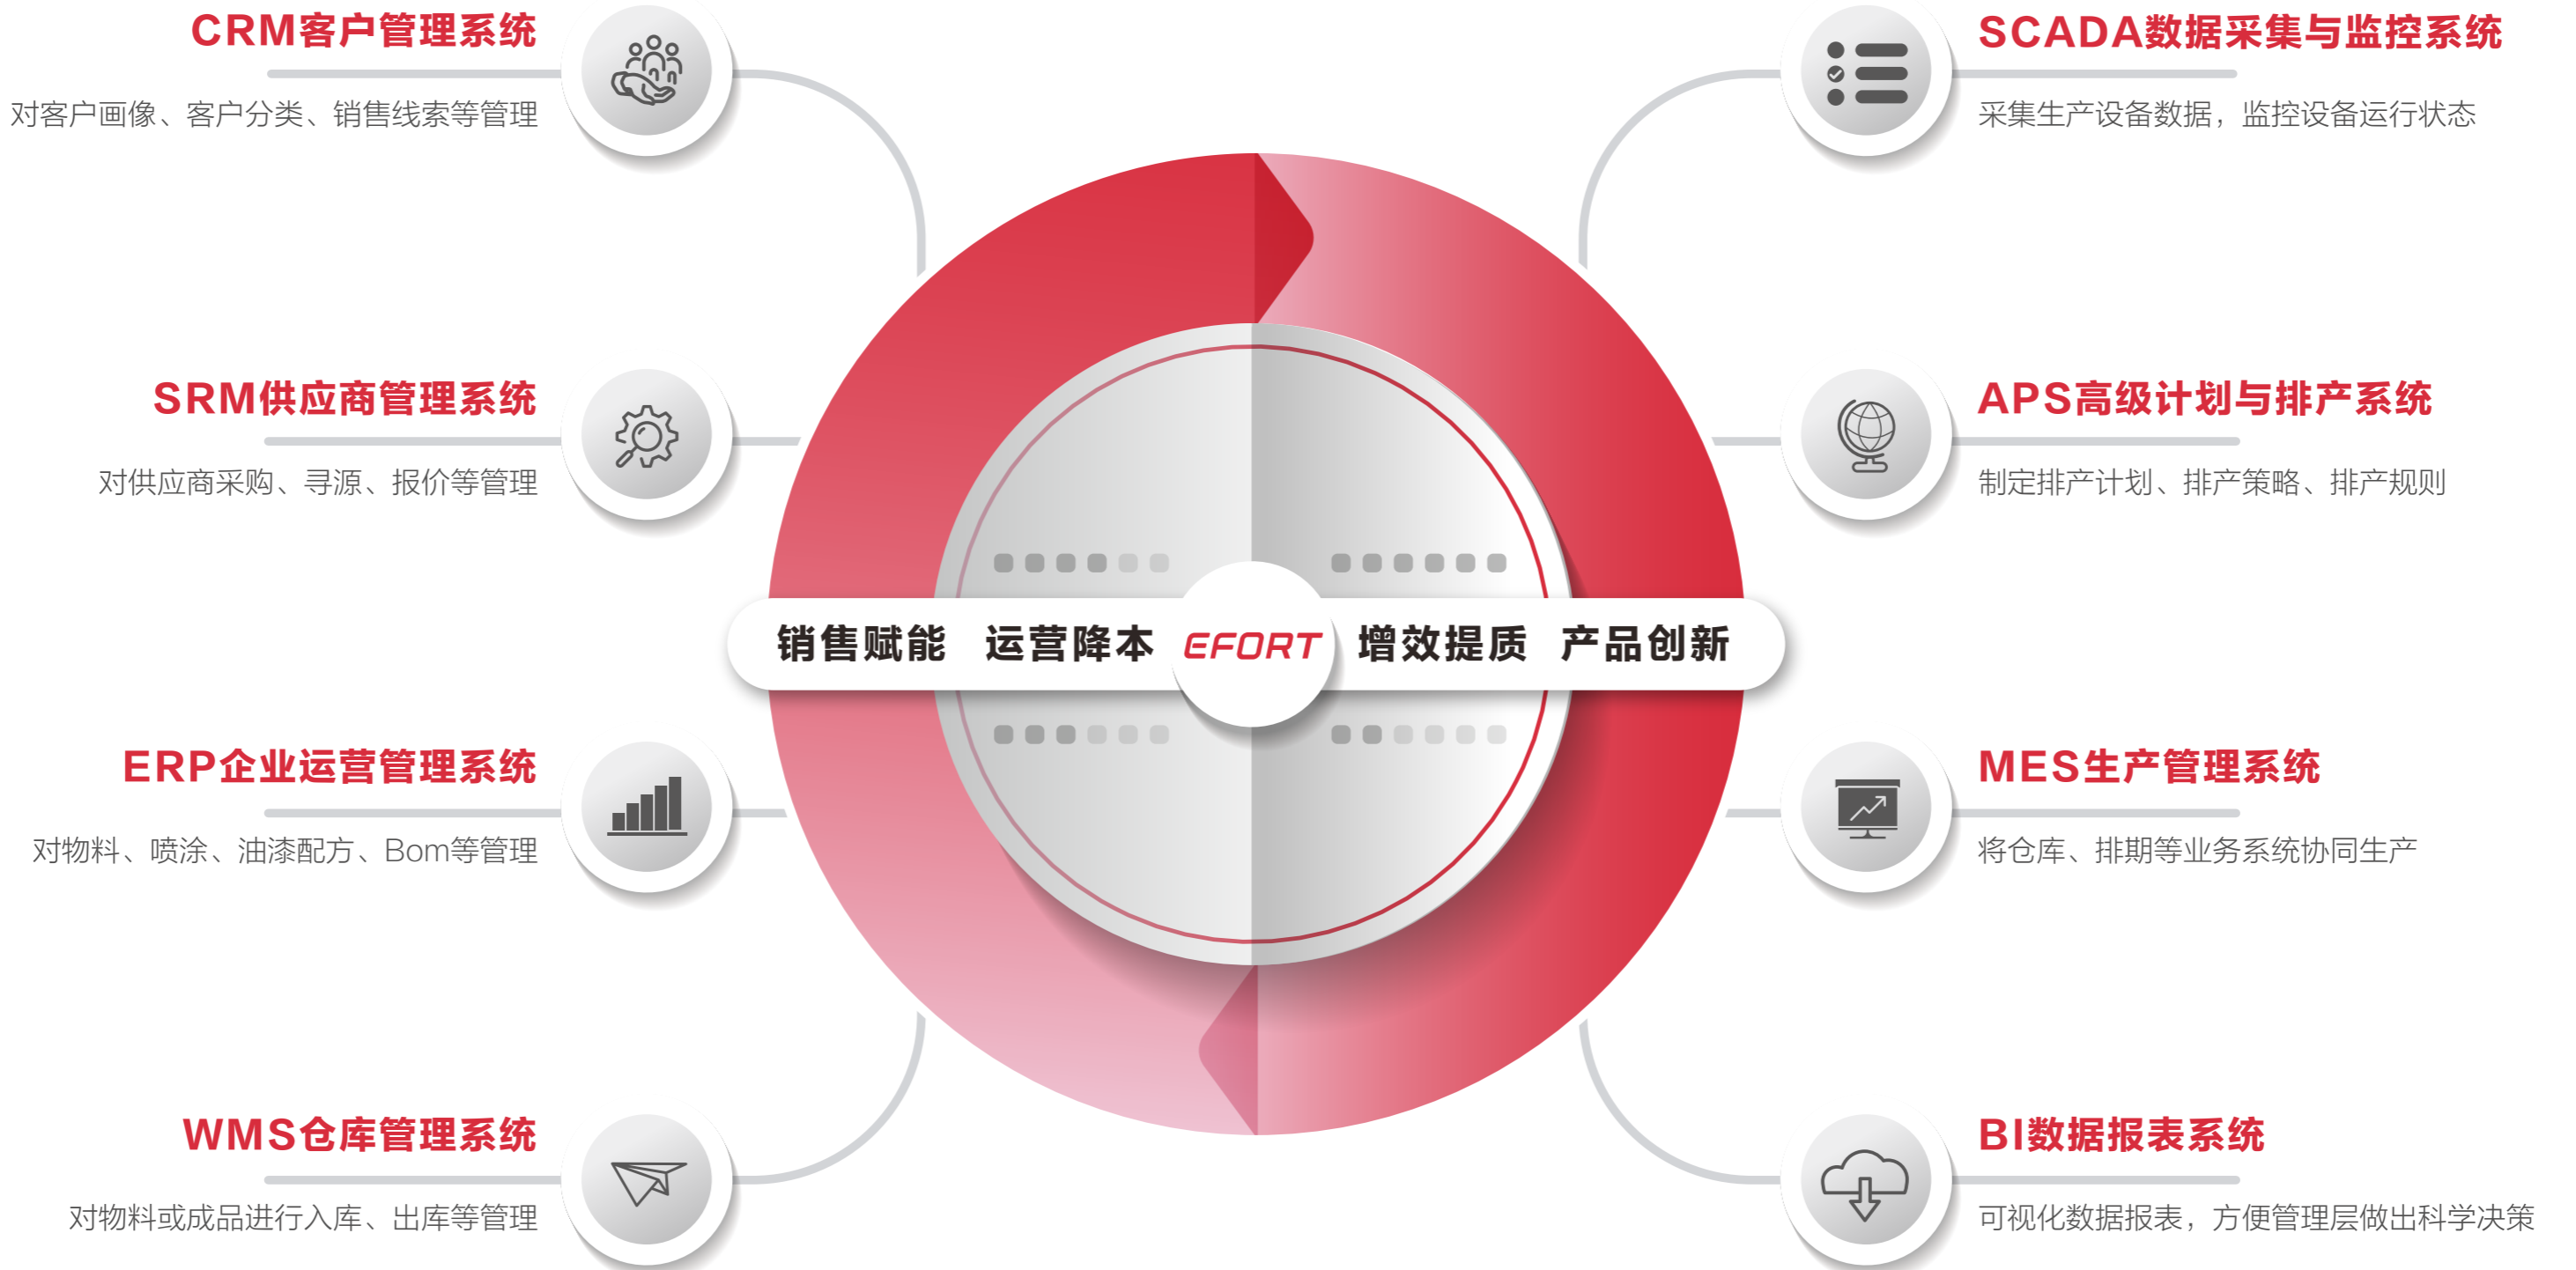 CRM客户管理系统
对客户画像、客户分类、销售线索等管理
SRM供应商管理系统
对供应商采购、寻源、报价等管理
ERP企业运营管理系统
对物料、喷涂、油漆配方、Bom等管理
WMS仓库管理系统
对物料或成品进行入库、出库等管理
销售赋能 运营降本 EFORT 增效提质 产品创新
SCADA数据采集与监控系统
采集生产设备数据，监控设备运行状态
APS高级计划与排产系统
制定排产计划、排产策略、排产规则
MES生产管理系统
将仓库、排期等业务系统协同生产
BI数据报表系统
可视化数据报表，方便管理层做出科学决策